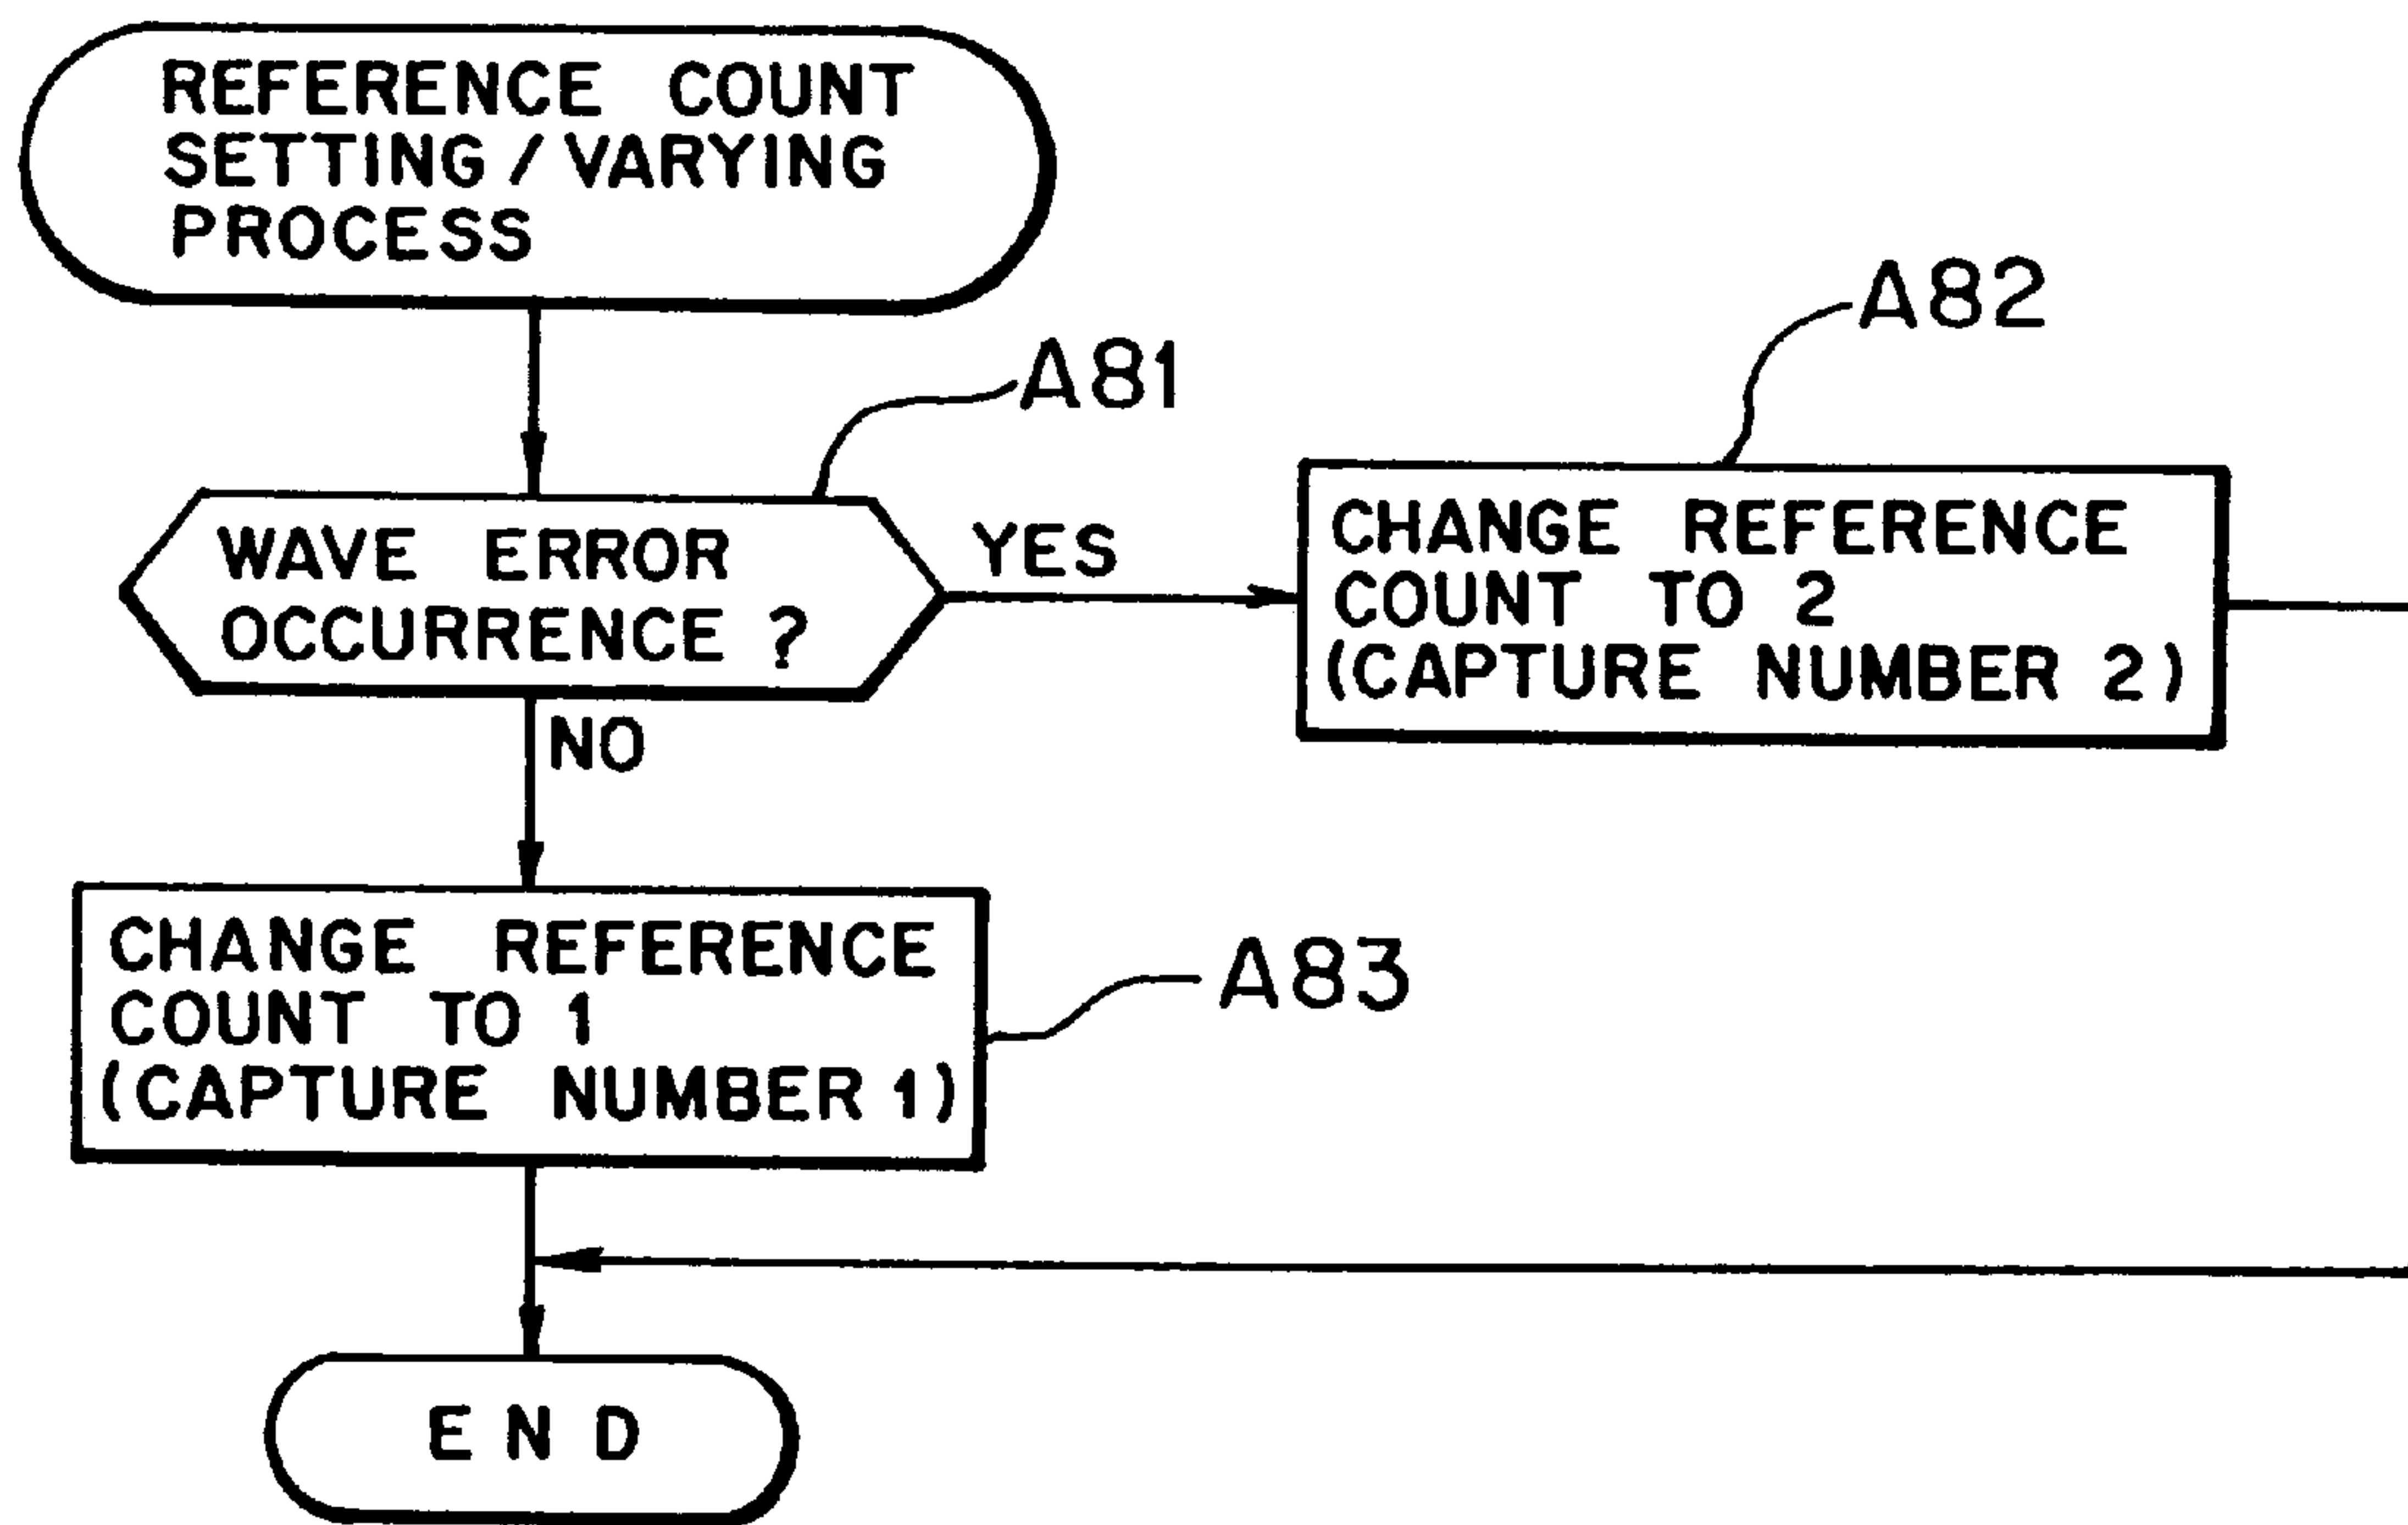 REFERENCE COUNT
SETTING/VARYING
PROCESS
A81
A82
WAVE ERROR
OCCURRENCE ?
YES
CHANGE REFERENCE
COUNT TO 2
(CAPTURE NUMBER 2)
NO
CHANGE REFERENCE
COUNT TO 1
(CAPTURE NUMBER 1)
A83
END